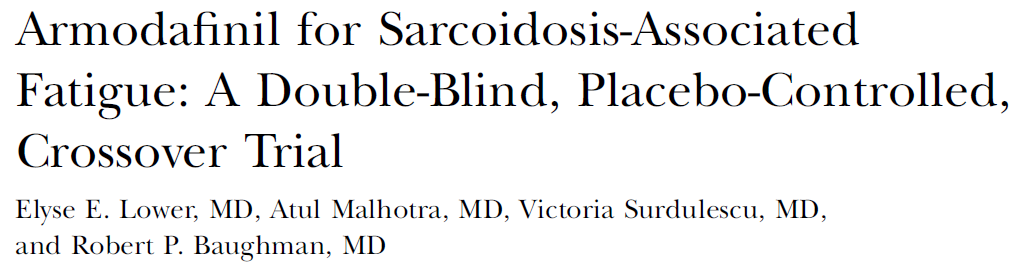 Armodafinil for Sarcoidosis-Associated
Fatigue: A Double-Blind, Placebo-Controlled,
Crossover Trial
Elyse E. Lower, MD, Atul Malhotra, MD, Victoria Surdulescu, MD,
and Robert P. Baughman, MD